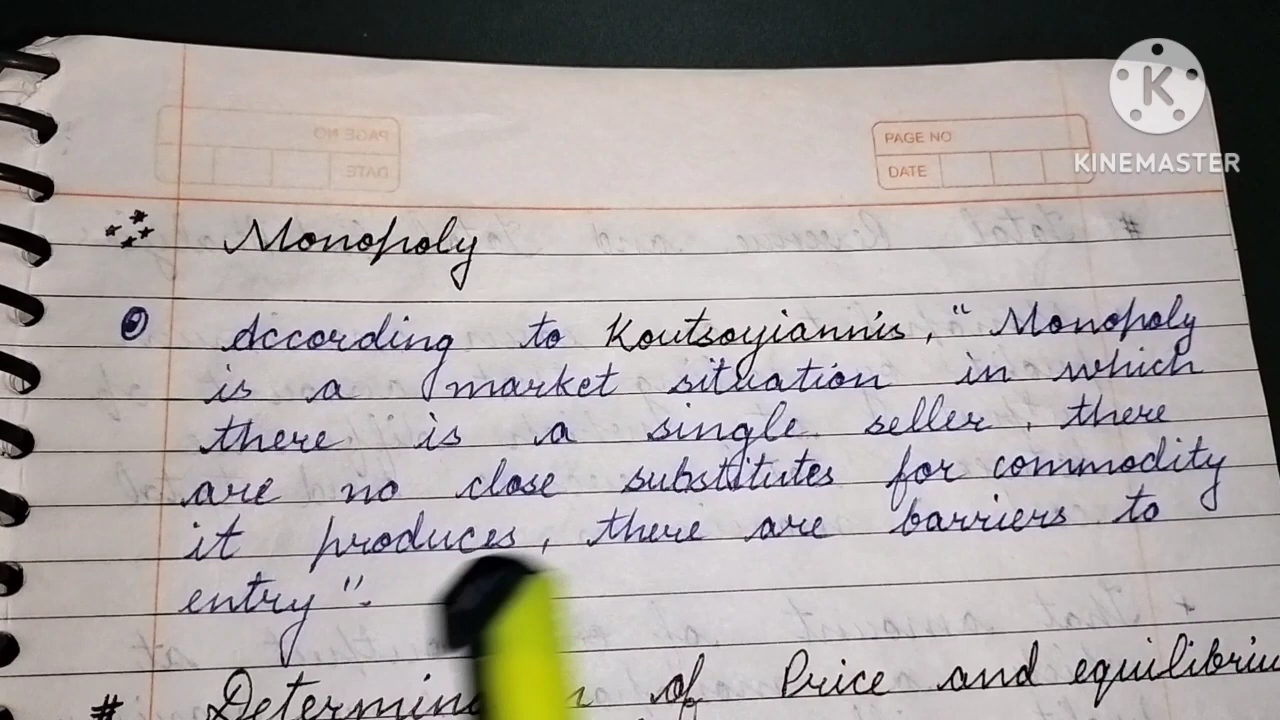 KINEMASTER
PAGE NO
DATE
Monopoly
According to Koutsoyiannis, "Monopoly
is a market situation in which
there is a single seller, there
are no close substitutes for commodity
it produces, there are barriers to
entry".
# of Price and